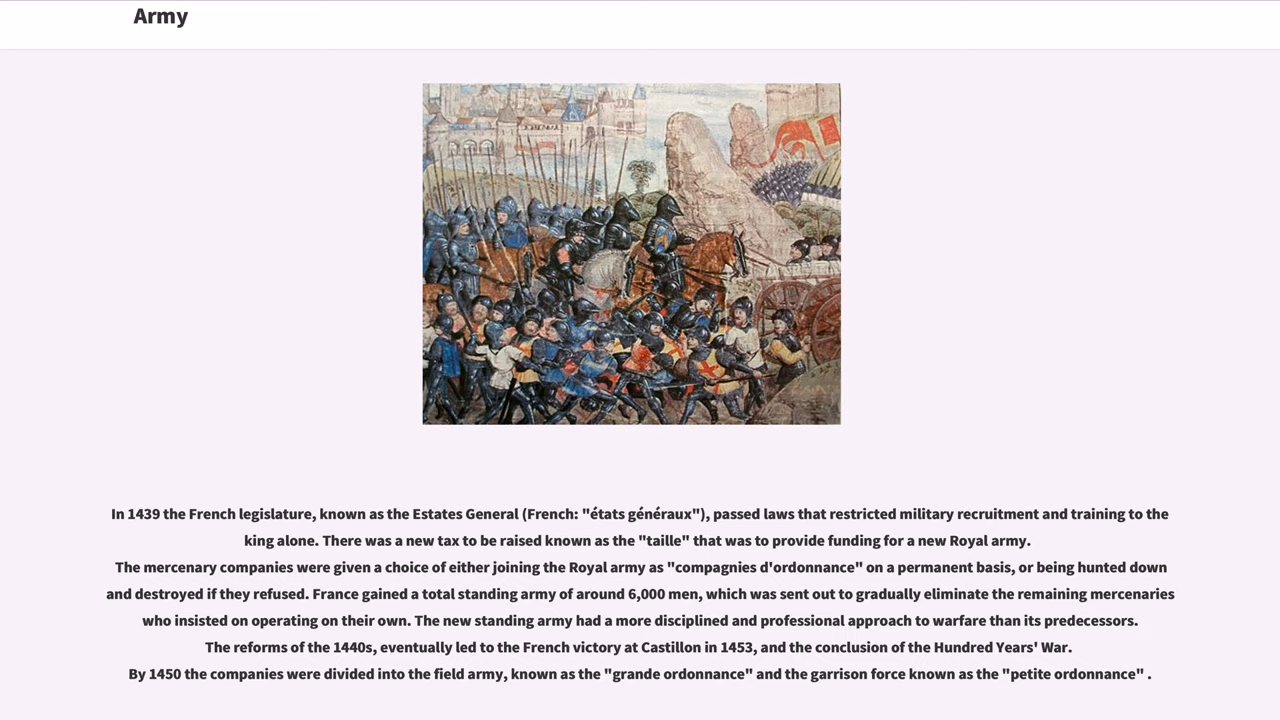 Army
In 1439 the French legislature, known as the Estates General (French: "états généraux"), passed laws that restricted military recruitment and training to the
king alone. There was a new tax to be raised known as the "taille" that was to provide funding for a new Royal army.
The mercenary companies were given a choice of either joining the Royal army as "compagnies d'ordonnance" on a permanent basis, or being hunted down
and destroyed if they refused. France gained a total standing army of around 6,000 men, which was sent out to gradually eliminate the remaining mercenaries
who insisted on operating on their own. The new standing army had a more disciplined and professional approach to warfare than its predecessors.
The reforms of the 1440s, eventually led to the French victory at Castillon in 1453, and the conclusion of the Hundred Years' War.
By 1450 the companies were divided into the field army, known as the "grande ordonnance" and the garrison force known as the "petite ordonnance" .